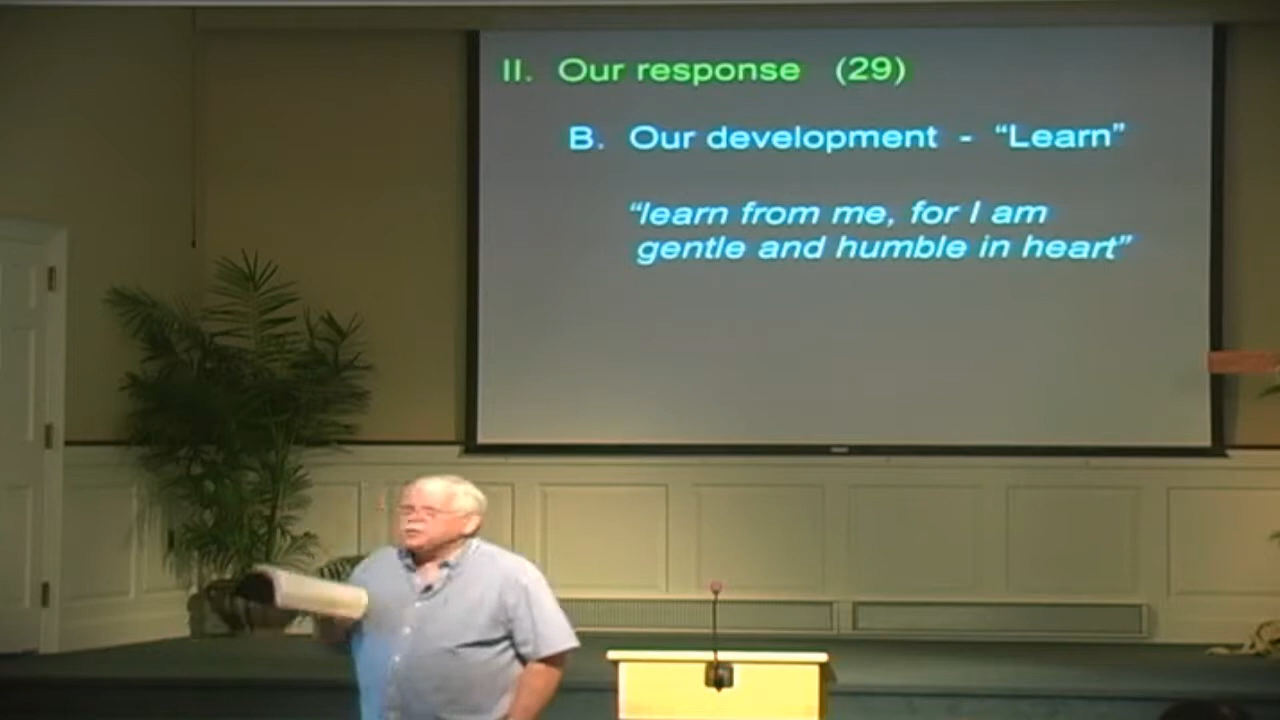 II. Our response (29)
B. Our development - “Learn”
“learn from me, for I am
gentle and humble in heart”